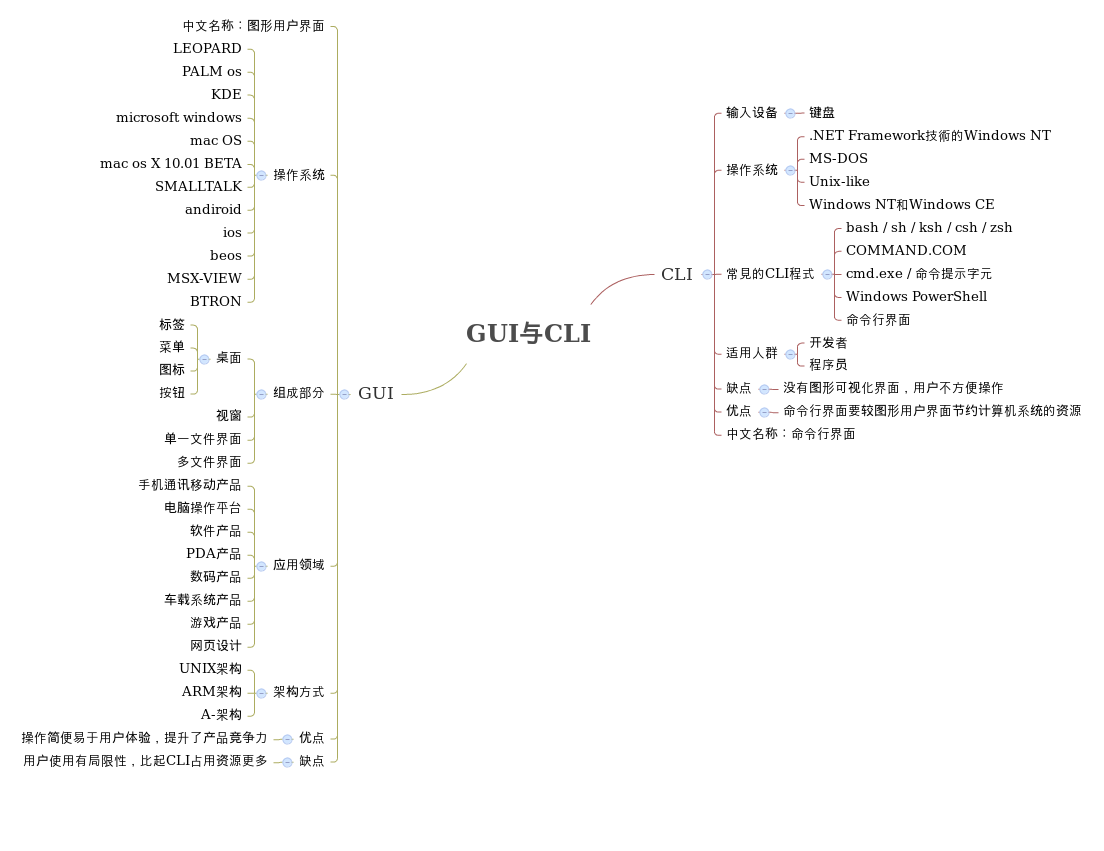 GUI与CLI
GUI
中文名称：图形用户界面
操作系统
LEOPARD
PALM os
KDE
microsoft windows
mac OS
mac os X 10.01 BETA
SMALLTALK
andiroid
ios
beos
MSX-VIEW
BTRON
组成部分
桌面
标签
菜单
图标
按钮
视窗
单一文件界面
多文件界面
应用领域
手机通讯移动产品
电脑操作平台
软件产品
PDA产品
数码产品
车载系统产品
游戏产品
网页设计
架构方式
UNIX架构
ARM架构
A-架构
优点
操作简便易于用户体验，提升了产品竞争力
缺点
用户使用有局限性，比起CLI占用资源更多
CLI
输入设备
键盘
操作系统
.NET Framework技術的Windows NT
MS-DOS
Unix-like
Windows NT和Windows CE
常見的CLI程式
bash / sh / ksh / csh / zsh
COMMAND.COM
cmd.exe / 命令提示字元
Windows PowerShell
命令行界面
适用人群
开发者
程序员
缺点
没有图形可视化界面，用户不方便操作
优点
命令行界面要较图形用户界面节约计算机系统的资源
中文名称：命令行界面